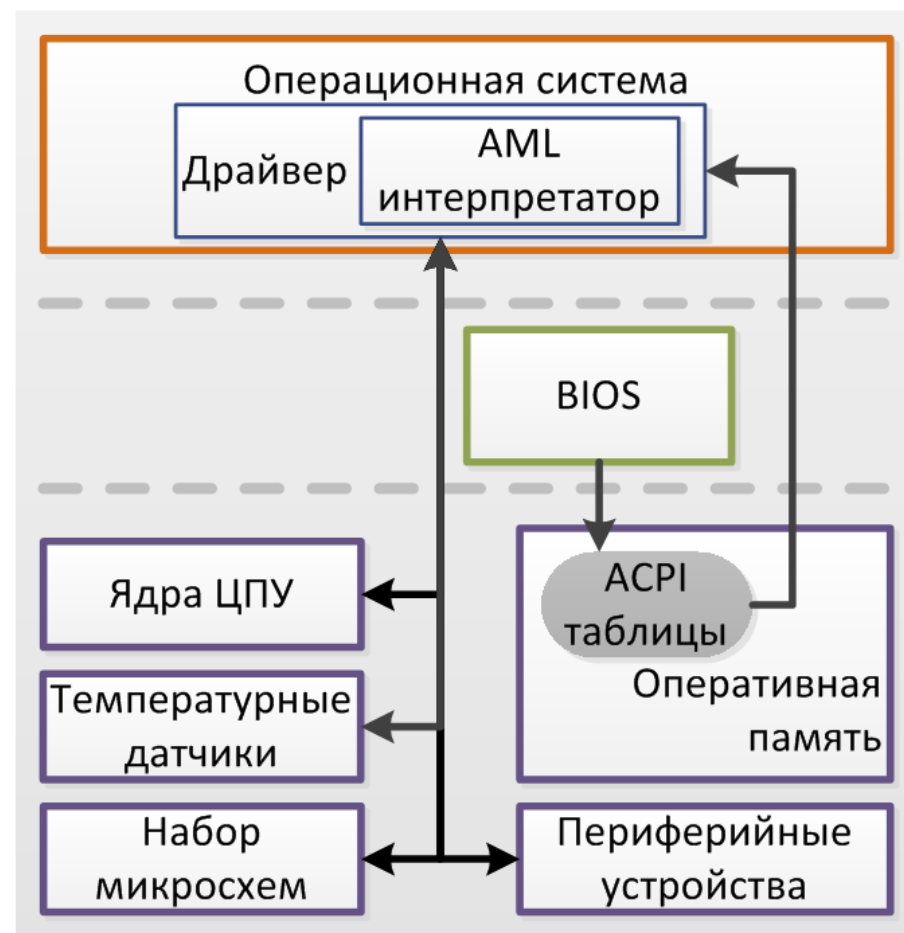 Операционная система
Драйвер
AML
интерпретатор
BIOS
Ядра ЦПУ
ACPI
таблицы
Оперативная
память
Температурные
датчики
Набор
микросхем
Периферийные
устройства